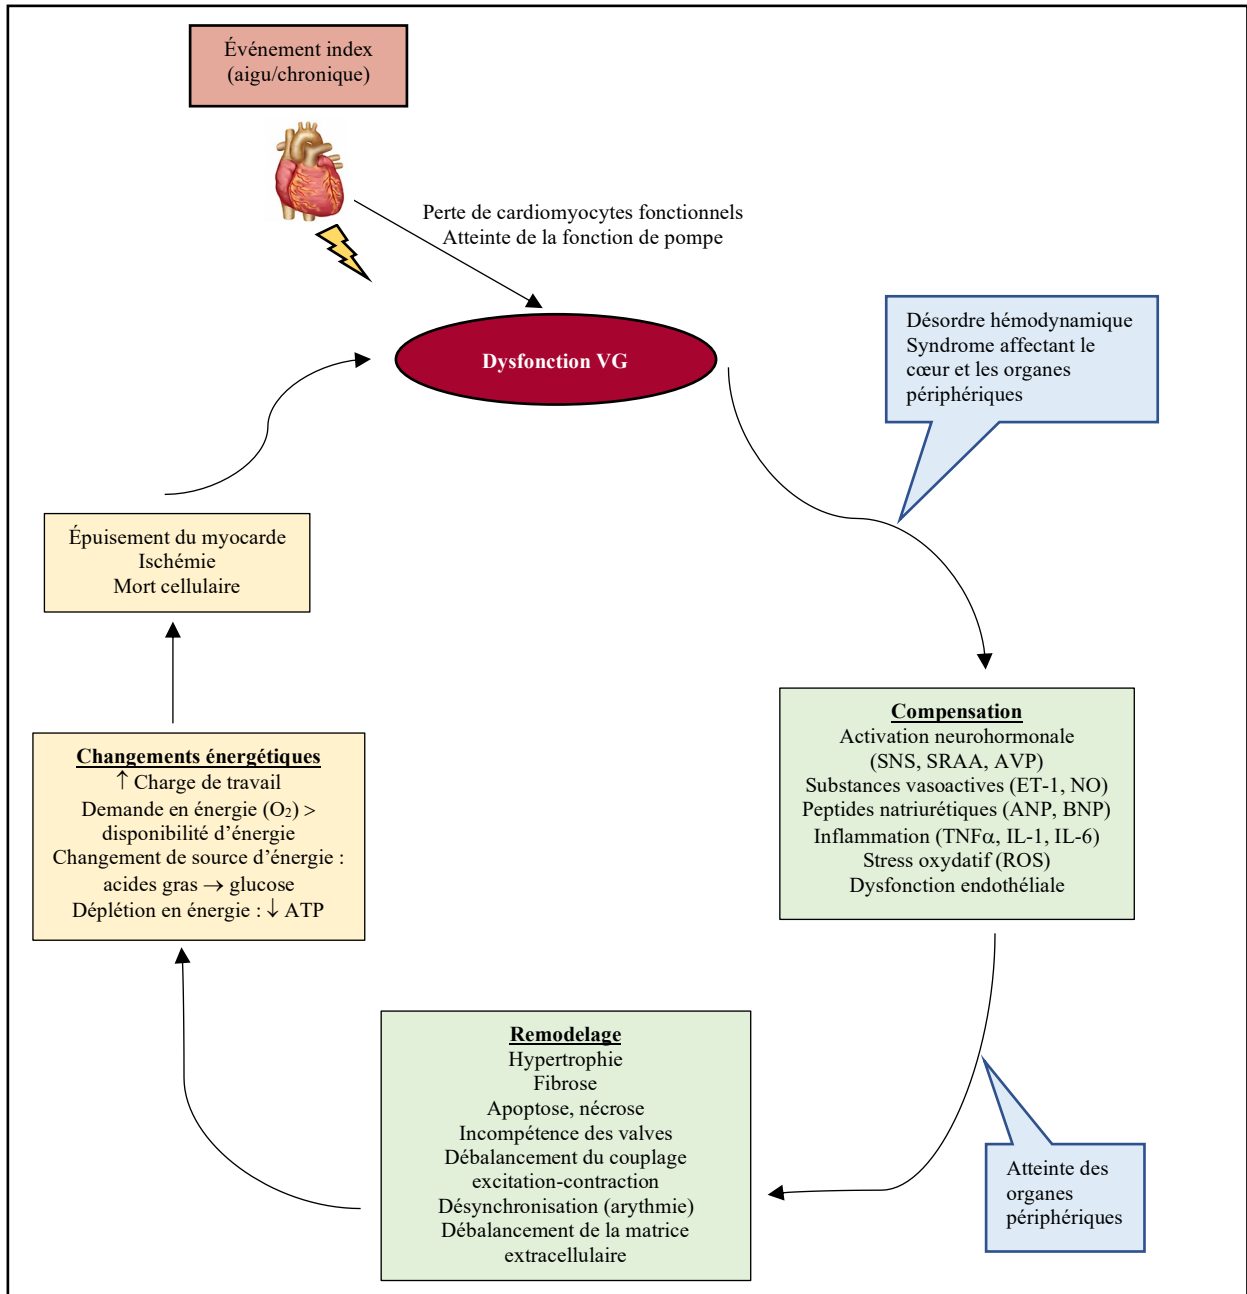 Événement index
(aigu/chronique)
Perte de cardiomyocytes fonctionnels
Atteinte de la fonction de pompe
Dysfonction VG
Désordre hémodynamique
Syndrome affectant le
cœur et les organes
périphériques
Épuisement du myocarde
Ischémie
Mort cellulaire
Compensation
Activation neurohormonale
(SNS, SRAA, AVP)
Substances vasoactives (ET-1, NO)
Peptides natriurétiques (ANP, BNP)
Inflammation (TNFα, IL-1, IL-6)
Stress oxydatif (ROS)
Dysfonction endothéliale
Changements énergétiques
↑ Charge de travail
Demande en énergie (O₂) >
disponibilité d’énergie
Changement de source d’énergie :
acides gras → glucose
Déplétion en énergie : ↓ ATP
Remodelage
Hypertrophie
Fibrose
Apoptose, nécrose
Incompétence des valves
Débalancement du couplage
excitation-contraction
Désynchronisation (arythmie)
Débalancement de la matrice
extracellulaire
Atteinte des
organes
périphériques